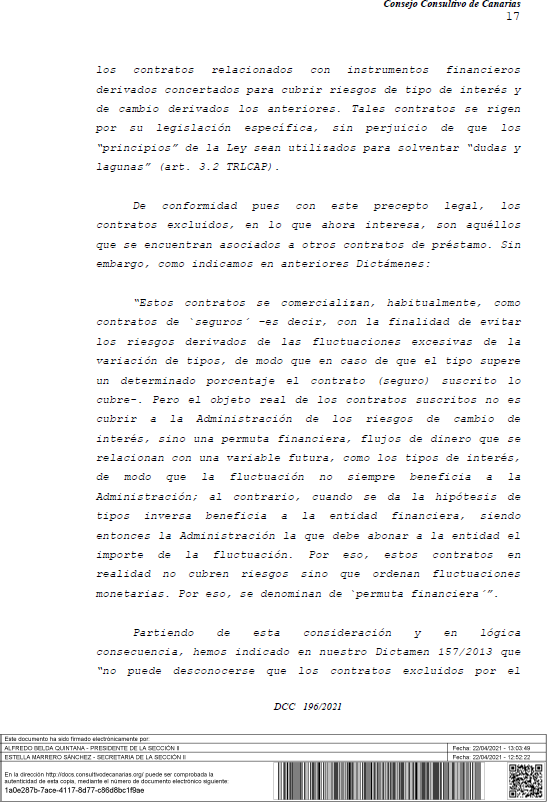 Consejo Consultivo de Canarias
17
los contratos relacionados con instrumentos financieros
derivados concertados para cubrir riesgos de tipo de interés y
de cambio derivados los anteriores. Tales contratos se rigen
por su legislación específica, sin perjuicio de que los
“principios” de la Ley sean utilizados para solventar “dudas y
lagunas” (art. 3.2 TRLCAP).
De conformidad pues con este precepto legal, los
contratos excluidos, en lo que ahora interesa, son aquéllos
que se encuentran asociados a otros contratos de préstamo. Sin
embargo, como indicamos en anteriores Dictámenes:
“Estos contratos se comercializan, habitualmente, como
contratos de `seguros´ –es decir, con la finalidad de evitar
los riesgos derivados de las fluctuaciones excesivas de la
variación de tipos, de modo que en caso de que el tipo supere
un determinado porcentaje el contrato (seguro) suscrito lo
cubre-. Pero el objeto real de los contratos suscritos no es
cubrir a la Administración de los riesgos de cambio de
interés, sino una permuta financiera, flujos de dinero que se
relacionan con una variable futura, como los tipos de interés,
de modo que la fluctuación no siempre beneficia a la
Administración; al contrario, cuando se da la hipótesis de
tipos inversa beneficia a la entidad financiera, siendo
entonces la Administración la que debe abonar a la entidad el
importe de la fluctuación. Por eso, estos contratos en
realidad no cubren riesgos sino que ordenan fluctuaciones
monetarias. Por eso, se denominan de `permuta financiera´”.
Partiendo de esta consideración y en lógica
consecuencia, hemos indicado en nuestro Dictamen 157/2013 que
“no puede desconocerse que los contratos excluidos por el
DCC 196/2021
Este documento ha sido firmado electrónicamente por:
ALFREDO BELDA QUINTANA - PRESIDENTE DE LA SECCIÓN II Fecha: 22/04/2021 - 13:03:49
ESTELLA MARRERO SÁNCHEZ - SECRETARIA DE LA SECCIÓN II Fecha: 22/04/2021 - 12:52:22
En la dirección http://docs.consultivodecanarias.org/ puede ser comprobada la
autenticidad de esta copia, mediante el número de documento electrónico siguiente:
1a0e287b-7ace-4117-8d77-c86d8bc1f9ae